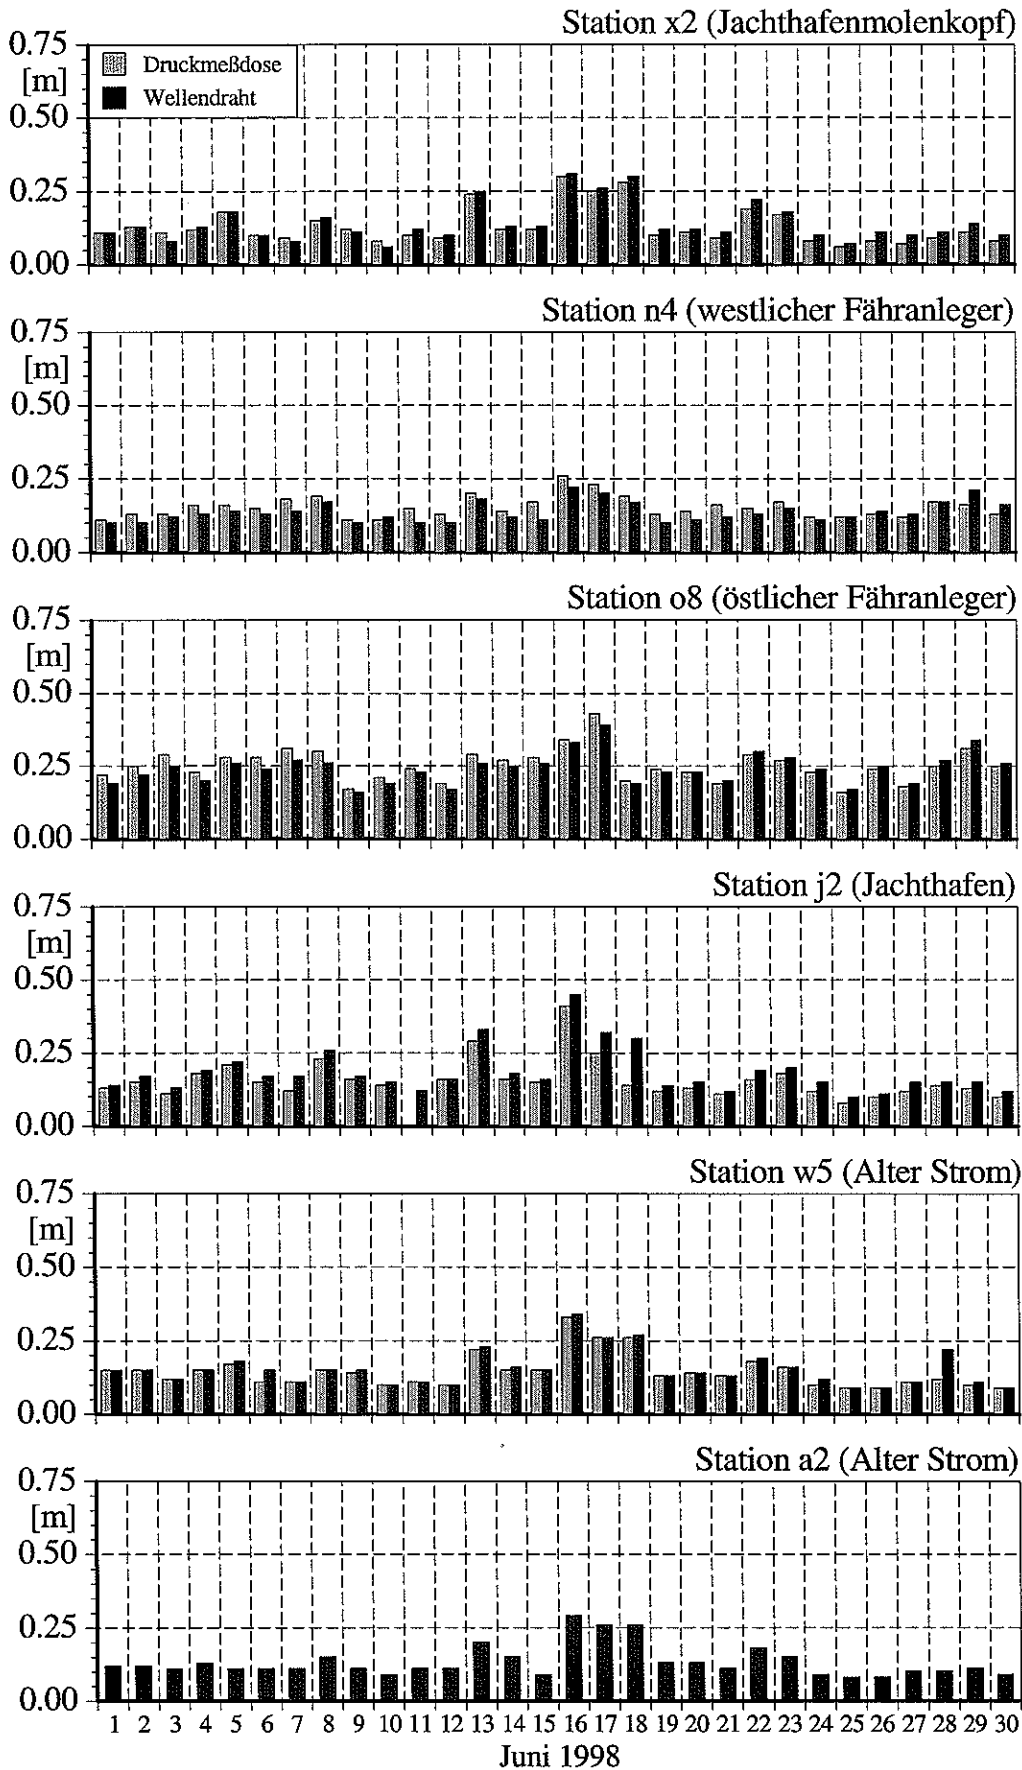 Station x2 (Jachthafenmolenkopf)
0.75
[m]
0.50
0.25
0.00
Druckmeßdose
Wellendraht
Station n4 (westlicher Fähranleger)
0.75
[m]
0.50
0.25
0.00
Station o8 (östlicher Fähranleger)
0.75
[m]
0.50
0.25
0.00
Station j2 (Jachthafen)
0.75
[m]
0.50
0.25
0.00
Station w5 (Alter Strom)
0.75
[m]
0.50
0.25
0.00
Station a2 (Alter Strom)
0.75
[m]
0.50
0.25
0.00
1 2 3 4 5 6 7 8 9 10 11 12 13 14 15 16 17 18 19 20 21 22 23 24 25 26 27 28 29 30
Juni 1998